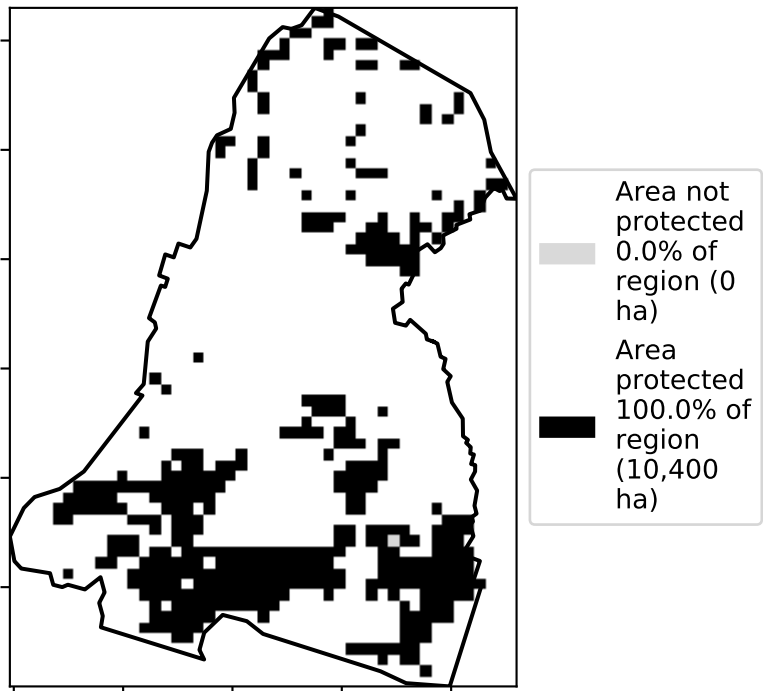 Area not
protected
0.0% of
region (0
ha)
Area
protected
100.0% of
region
(10,400
ha)